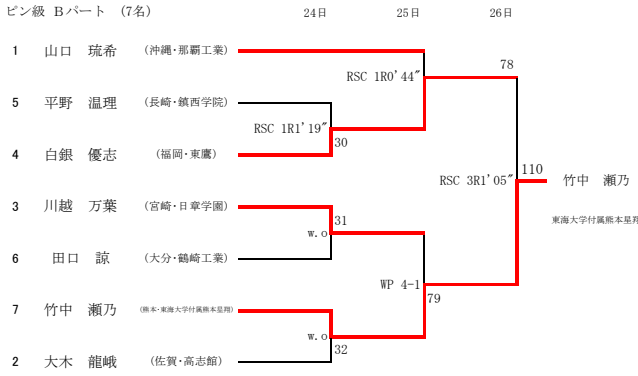 ピン級 Bパート (7名) 24日 25日 26日
1 山口 琉希 (沖縄・那覇工業)
78
RSC 1R0'44"
5 平野 温理 (長崎・鎮西学院)
RSC 1R1'19"
30
4 白銀 優志 (福岡・東鷹)
110
RSC 3R1'05" 竹中 瀬乃
3 川越 万葉 (宮崎・日章学園)
31
東海大学付属熊本星翔
w.o
6 田口 諒 (大分・鶴崎工業)
WP 4-1
79
7 竹中 瀬乃 (熊本・東海大学付属熊本星翔)
w.o
32
2 大木 龍峨 (佐賀・高志館)